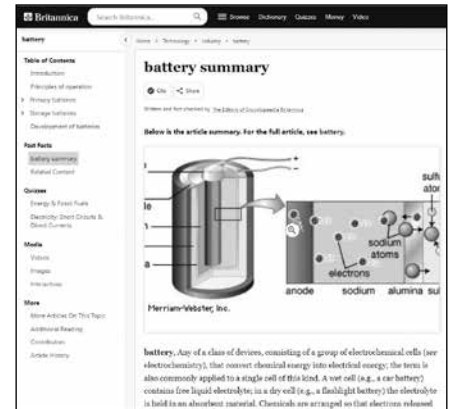 Britannica
Search Britannica...
Browse Dictionary Quizzes Money Video
battery
Home > Technology > Industry > battery
Table of Contents
Introduction
Principles of operation
Primary batteries
Storage batteries
Development of batteries
Fast Facts
battery summary
Related Content
Quizzes
Energy & Fossil Fuels
Electricity: Short Circuits &
Direct Currents
Media
Videos
Images
Interactives
More
More Articles On This Topic
Additional Reading
Contributors
Article History
battery summary
Cite Share
Written and fact-checked by The Editors of Encyclopaedia Britannica
Below is the article summary. For the full article, see battery.
+
−
sulfu
atom
sodium
atoms
electrons
anode sodium alumina sul
Merriam-Webster, Inc.
battery, Any of a class of devices, consisting of a group of electrochemical cells (see
electrochemistry), that convert chemical energy into electrical energy; the term is
also commonly applied to a single cell of this kind. A wet cell (e.g., a car battery)
contains free liquid electrolyte; in a dry cell (e.g., a flashlight battery) the electrolyte
is held in an absorbent material. Chemicals are arranged so that electrons released